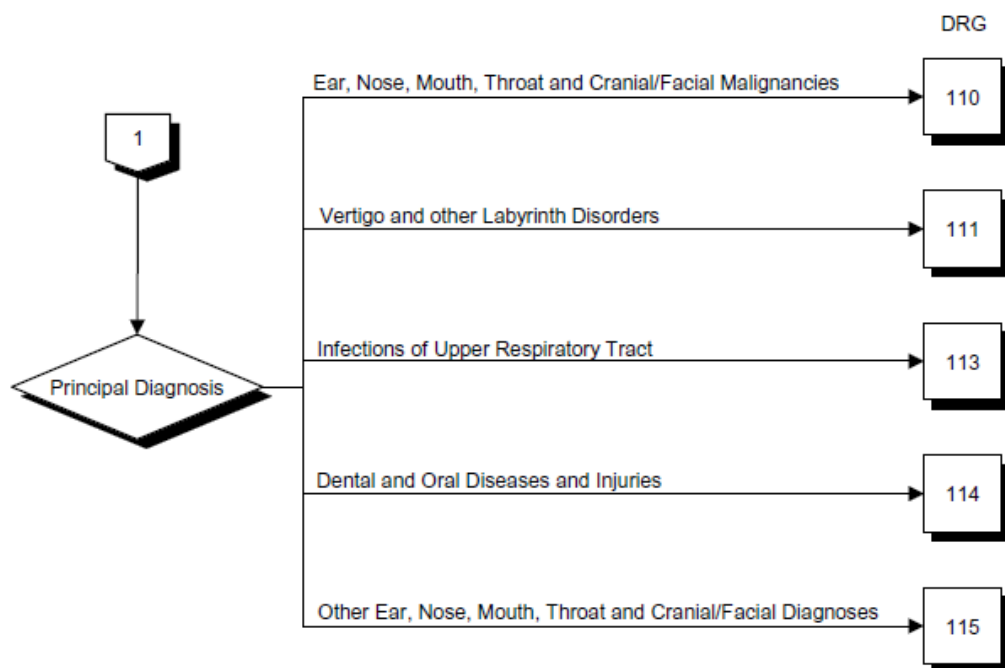 DRG
Ear, Nose, Mouth, Throat and Cranial/Facial Malignancies
110
1
Vertigo and other Labyrinth Disorders
111
Infections of Upper Respiratory Tract
113
Principal Diagnosis
Dental and Oral Diseases and Injuries
114
Other Ear, Nose, Mouth, Throat and Cranial/Facial Diagnoses
115